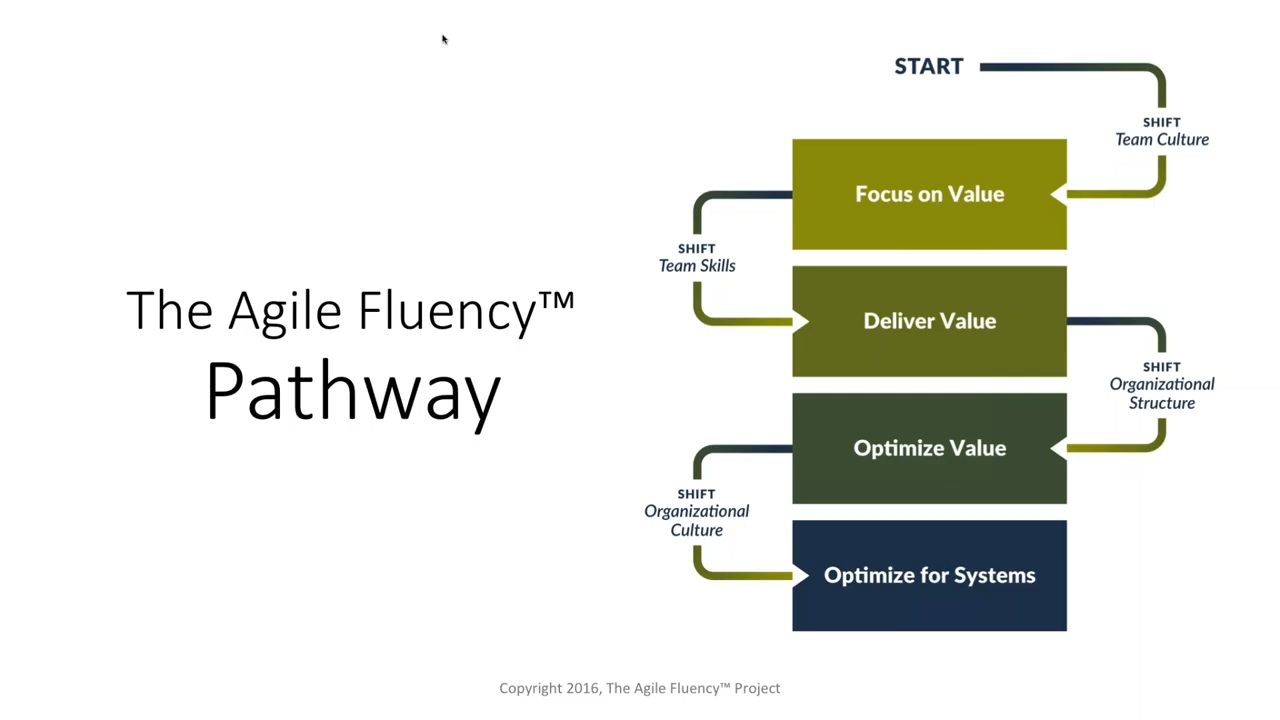 The Agile Fluency™
Pathway
START
SHIFT
Team Culture
Focus on Value
SHIFT
Team Skills
Deliver Value
SHIFT
Organizational
Structure
Optimize Value
SHIFT
Organizational
Culture
Optimize for Systems
Copyright 2016, The Agile Fluency™ Project